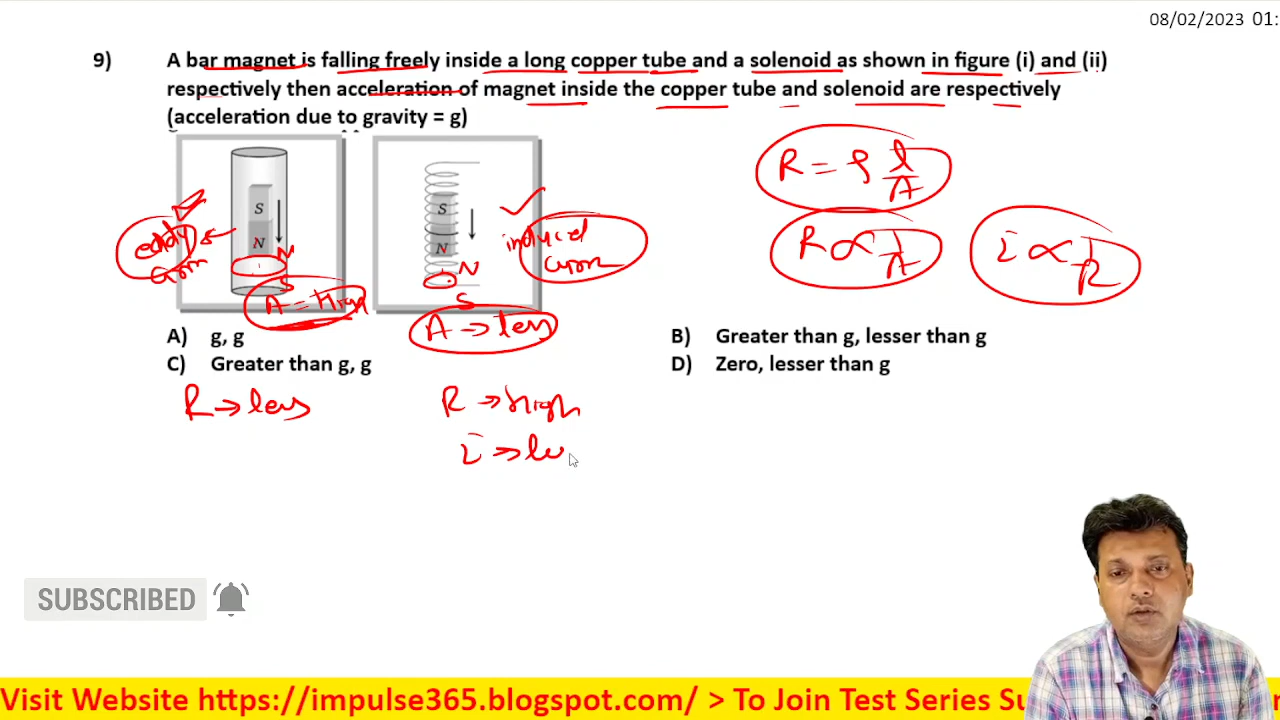 08/02/2023 01:
9) A bar magnet is falling freely inside a long copper tube and a solenoid as shown in figure (i) and (ii)
respectively then acceleration of magnet inside the copper tube and solenoid are respectively
(acceleration due to gravity = g)
R = ρ l/A
R ∝ 1/A
i ∝ 1/R
eddy
S
N
N
S
A = High
S
N
N
S
induced
A → less
A) g, g
B) Greater than g, lesser than g
C) Greater than g, g
D) Zero, lesser than g
R → less
R → high
i →
SUBSCRIBED
Visit Website https://impulse365.blogspot.com/ > To Join Test Series Su